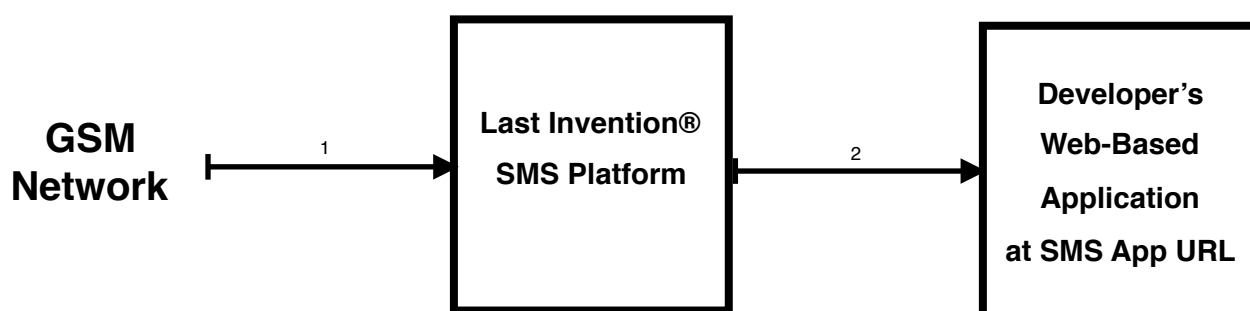 GSM
Network
1
Last Invention®
SMS Platform
2
Developer’s
Web-Based
Application
at SMS App URL